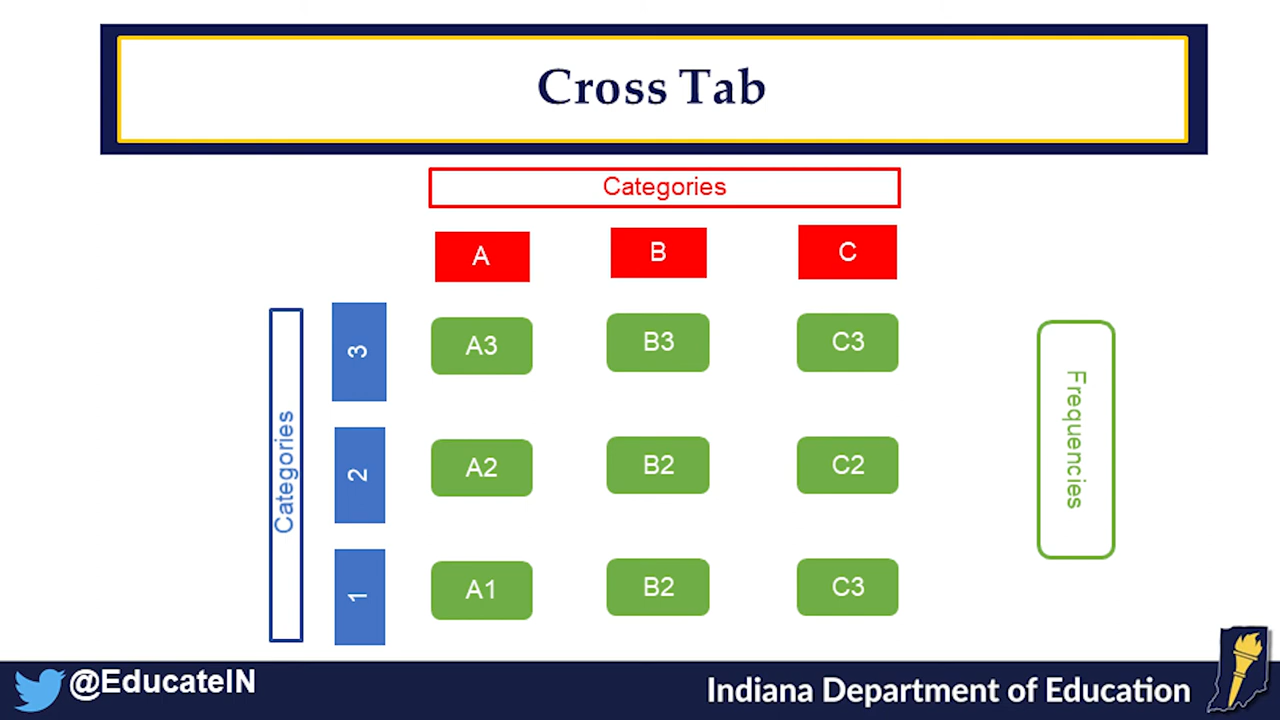 Cross Tab
Categories
A B C
Categories
3 A3 B3 C3
2 A2 B2 C2
1 A1 B2 C3
Frequencies
@EducateIN
Indiana Department of Education